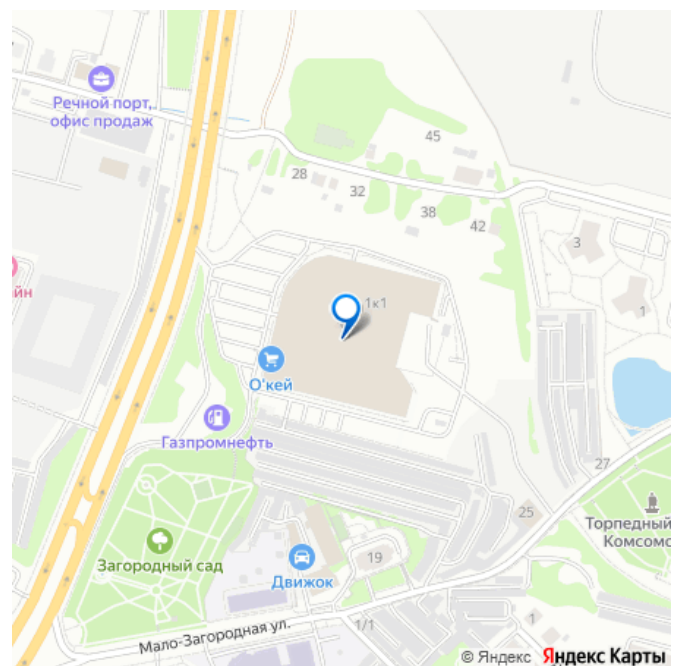 Речной порт,
офис продаж
45
28
32
38
42
3
1
йн
1к1
О'кей
Газпромнефть
27
25
Торпедный
Комсомо
Загородный сад
Движок
19
1/1
1
Мало-Загородная ул.
© Яндекс Яндекс Карты